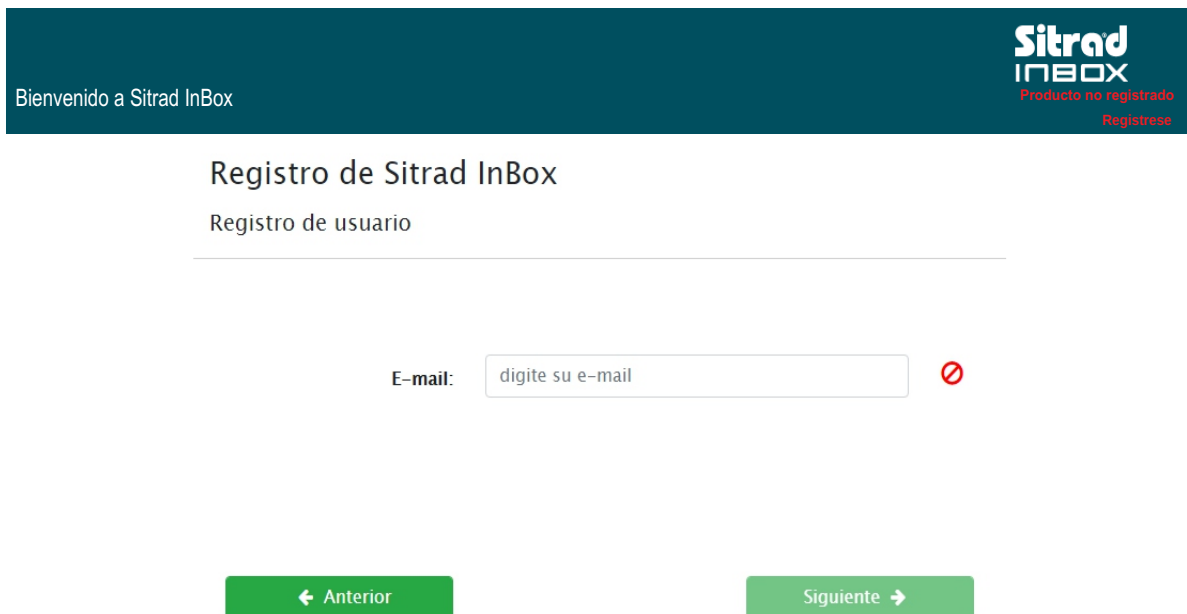 Sitrad
INBOX
Bienvenido a Sitrad InBox
Producto no registrado
Registrese
Registro de Sitrad InBox
Registro de usuario
E-mail:
digite su e-mail
Anterior
Siguiente